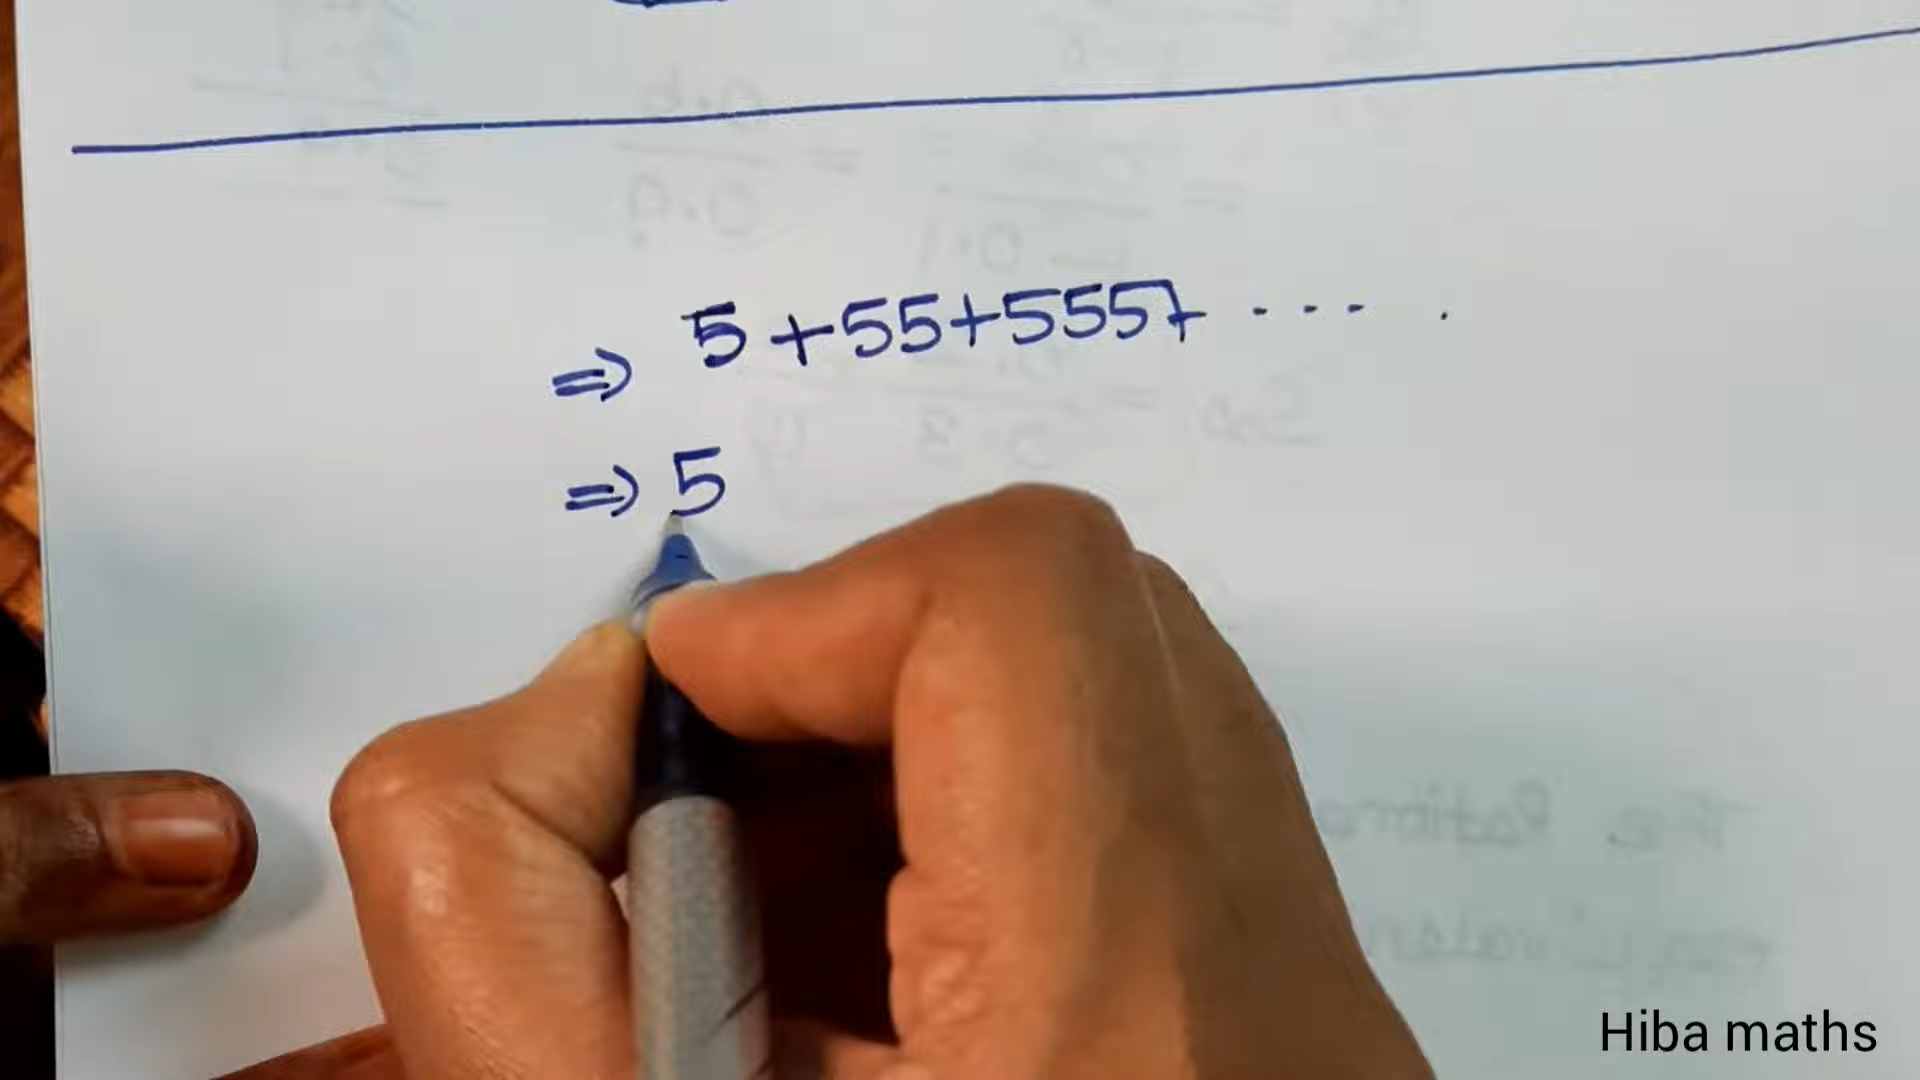 ⇒ 5+55+555+ ···· .
⇒ 5
Hiba maths